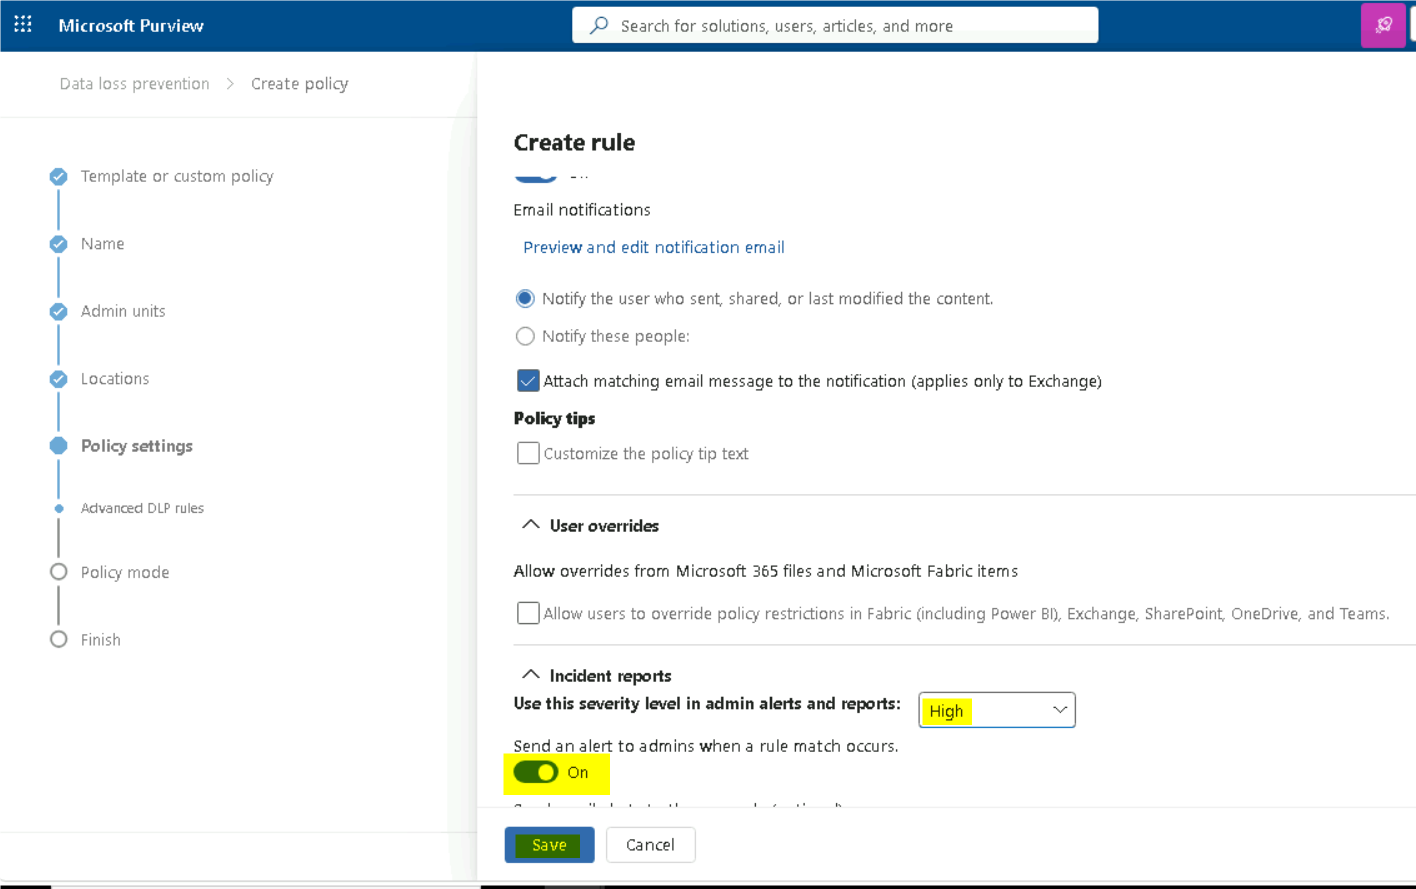 Microsoft Purview
Search for solutions, users, articles, and more
Data loss prevention > Create policy
Create rule
Template or custom policy
Name
Admin units
Locations
Policy settings
Advanced DLP rules
Policy mode
Finish
Email notifications
Preview and edit notification email
Notify the user who sent, shared, or last modified the content.
Notify these people:
Attach matching email message to the notification (applies only to Exchange)
Policy tips
Customize the policy tip text
User overrides
Allow overrides from Microsoft 365 files and Microsoft Fabric items
Allow users to override policy restrictions in Fabric (including Power BI), Exchange, SharePoint, OneDrive, and Teams.
Incident reports
Use this severity level in admin alerts and reports: High
Send an alert to admins when a rule match occurs.
On
Save Cancel